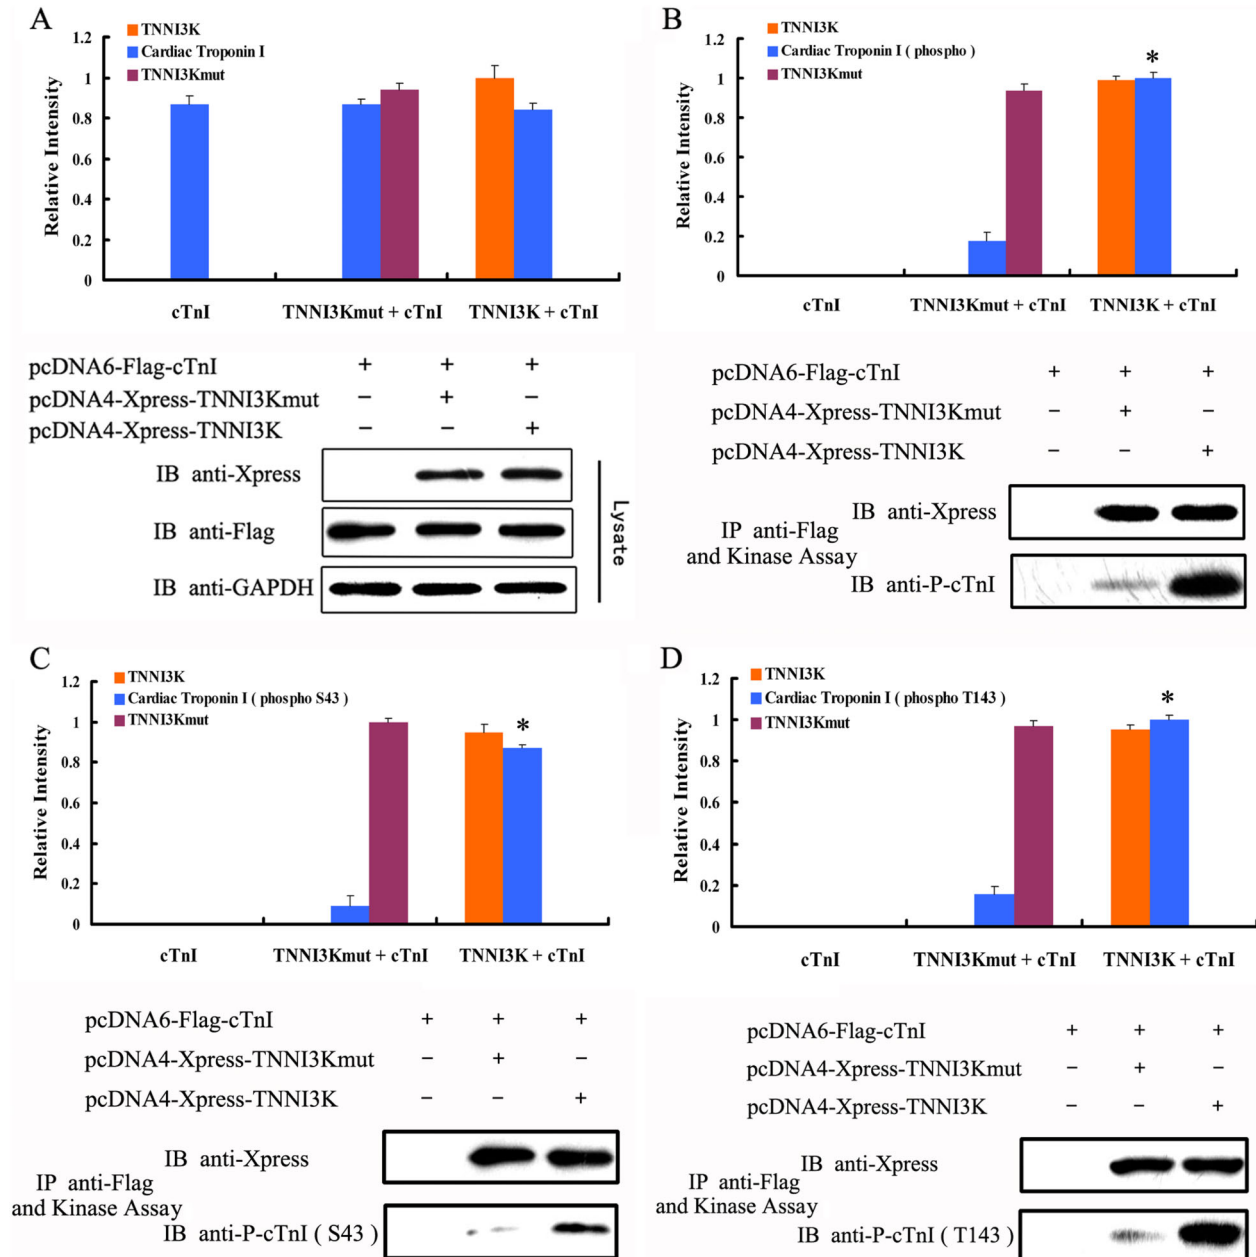 A
TNNI3K
Cardiac Troponin I
TNNI3Kmut
Relative Intensity
1.2
1
0.8
0.6
0.4
0.2
0
cTnI
TNNI3Kmut + cTnI
TNNI3K + cTnI
pcDNA6-Flag-cTnI + + +
pcDNA4-Xpress-TNNI3Kmut − + −
pcDNA4-Xpress-TNNI3K − − +
IB anti-Xpress
IB anti-Flag
IB anti-GAPDH
Lysate
B
TNNI3K
Cardiac Troponin I ( phospho )
TNNI3Kmut
Relative Intensity
1.2
1
0.8
0.6
0.4
0.2
0
*
cTnI
TNNI3Kmut + cTnI
TNNI3K + cTnI
pcDNA6-Flag-cTnI + + +
pcDNA4-Xpress-TNNI3Kmut − + −
pcDNA4-Xpress-TNNI3K − − +
IB anti-Xpress
IP anti-Flag
and Kinase Assay
IB anti-P-cTnI
C
TNNI3K
Cardiac Troponin I ( phospho S43 )
TNNI3Kmut
Relative Intensity
1.2
1
0.8
0.6
0.4
0.2
0
*
cTnI
TNNI3Kmut + cTnI
TNNI3K + cTnI
pcDNA6-Flag-cTnI + + +
pcDNA4-Xpress-TNNI3Kmut − + −
pcDNA4-Xpress-TNNI3K − − +
IB anti-Xpress
IP anti-Flag
and Kinase Assay
IB anti-P-cTnI ( S43 )
D
TNNI3K
Cardiac Troponin I ( phospho T143 )
TNNI3Kmut
Relative Intensity
1.2
1
0.8
0.6
0.4
0.2
0
*
cTnI
TNNI3Kmut + cTnI
TNNI3K + cTnI
pcDNA6-Flag-cTnI + + +
pcDNA4-Xpress-TNNI3Kmut − + −
pcDNA4-Xpress-TNNI3K − − +
IB anti-Xpress
IP anti-Flag
and Kinase Assay
IB anti-P-cTnI ( T143 )